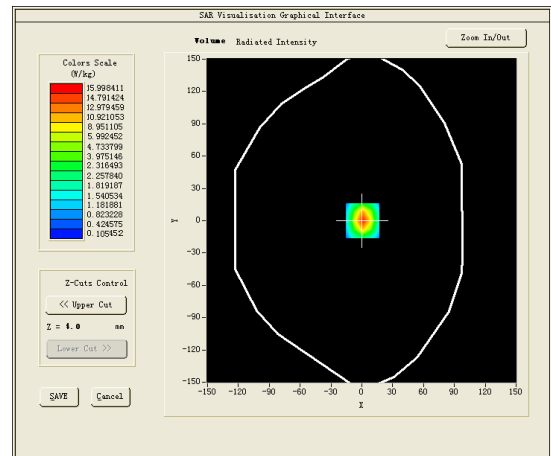 SAR Visualisation Graphical Interface
Volume Radiated Intensity
Zoom In/Out
Colors Scale
(W/kg)
15.998411
14.791424
12.979459
10.921053
8.951105
5.992452
4.733799
3.975146
2.316493
2.257840
1.819187
1.540534
1.181881
0.823228
0.424575
0.105452
Z-Cuts Control
<< Upper Cut
Z = 4.0 mm
Lower Cut >>
SAVE
Cancel
150
120
90
60
30
0
-30
-60
-90
-120
-150
Y
-150 -120 -90 -60 -30 0 30 60 90 120 150
X